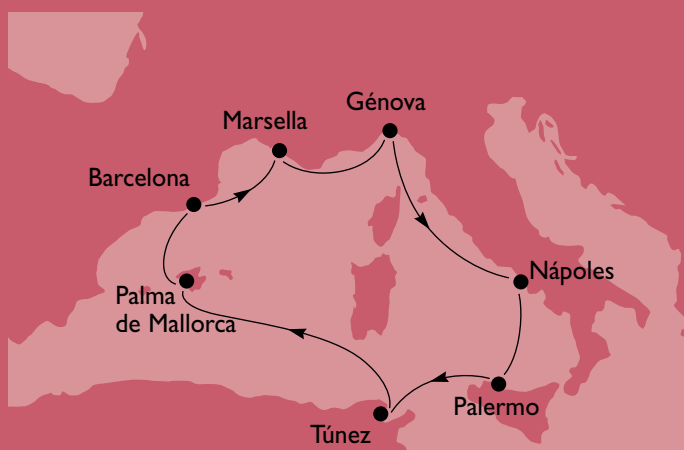 Génova
Marsella
Barcelona
Nápoles
Palma
de Mallorca
Palermo
Túnez